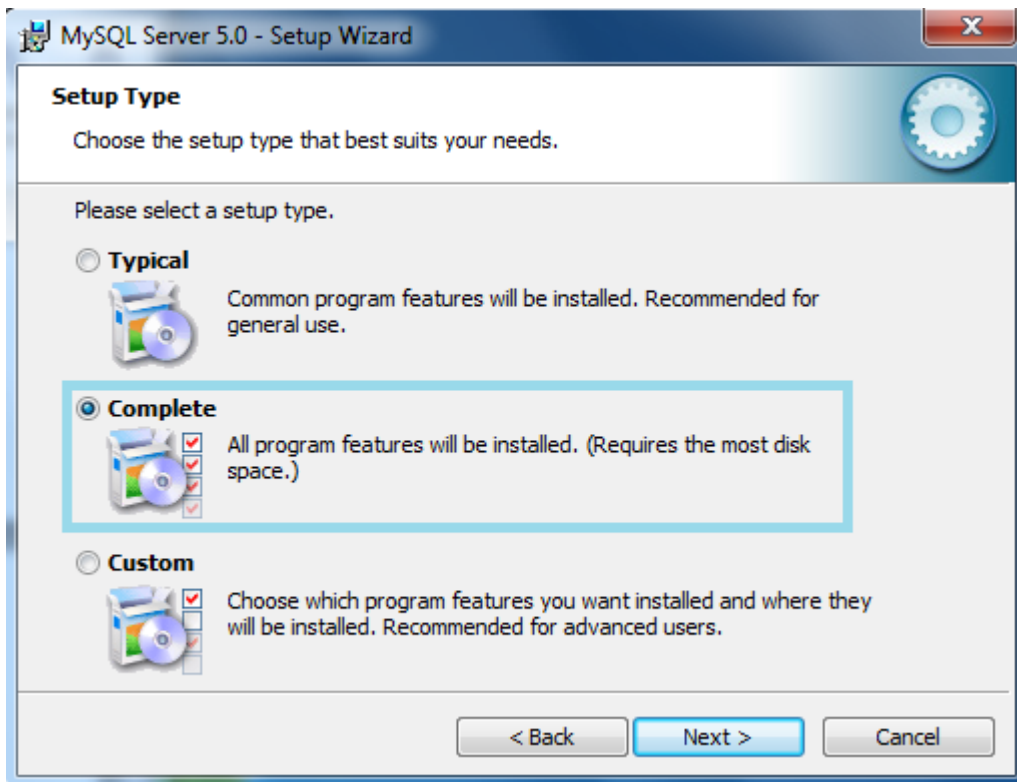 MySQL Server 5.0 - Setup Wizard
Setup Type
Choose the setup type that best suits your needs.
Please select a setup type.
Typical
Common program features will be installed. Recommended for
general use.
Complete
All program features will be installed. (Requires the most disk
space.)
Custom
Choose which program features you want installed and where they
will be installed. Recommended for advanced users.
< Back
Next >
Cancel